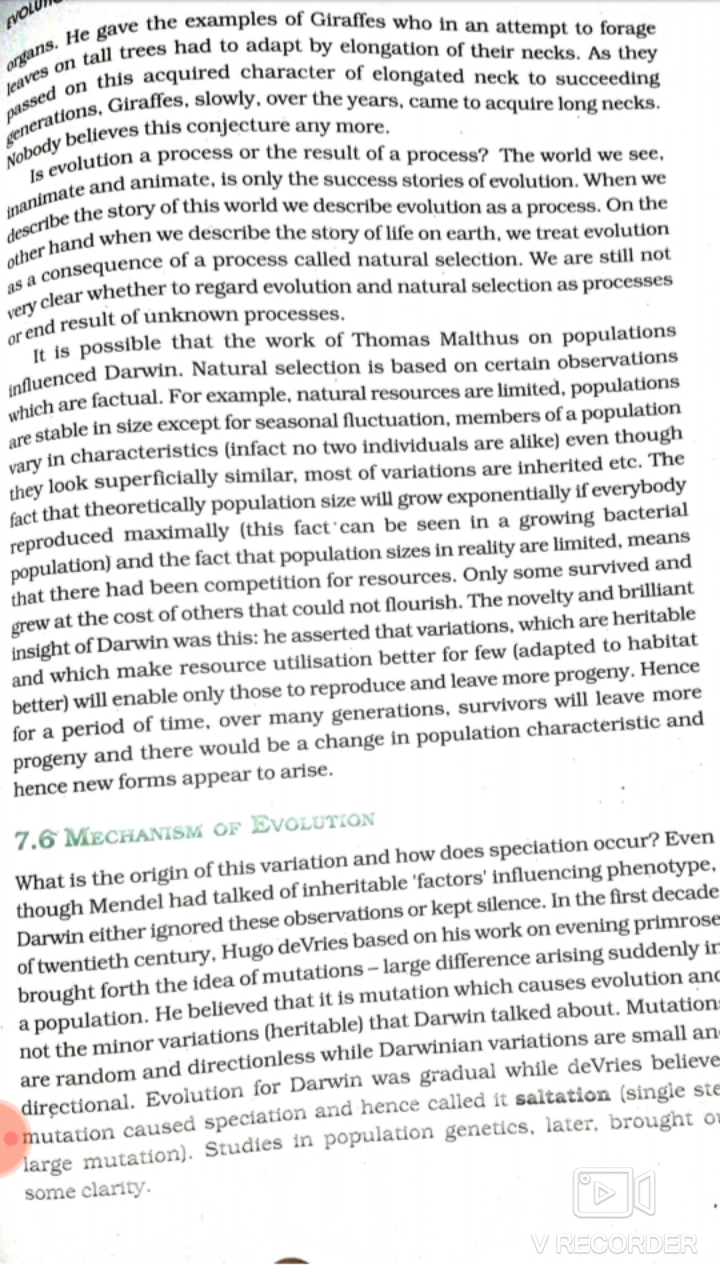 EVOLU
organs. He gave the examples of Giraffes who in an attempt to forage
leaves on tall trees had to adapt by elongation of their necks. As they
passed on this acquired character of elongated neck to succeeding
generations, Giraffes, slowly, over the years, came to acquire long necks.
Nobody believes this conjecture any more.
Is evolution a process or the result of a process? The world we see,
inanimate and animate, is only the success stories of evolution. When we
describe the story of this world we describe evolution as a process. On the
other hand when we describe the story of life on earth, we treat evolution
as a consequence of a process called natural selection. We are still not
very clear whether to regard evolution and natural selection as processes
or end result of unknown processes.
It is possible that the work of Thomas Malthus on populations
influenced Darwin. Natural selection is based on certain observations
which are factual. For example, natural resources are limited, populations
are stable in size except for seasonal fluctuation, members of a population
vary in characteristics (infact no two individuals are alike) even though
they look superficially similar, most of variations are inherited etc. The
fact that theoretically population size will grow exponentially if everybody
reproduced maximally (this fact can be seen in a growing bacterial
population) and the fact that population sizes in reality are limited, means
that there had been competition for resources. Only some survived and
grew at the cost of others that could not flourish. The novelty and brilliant
insight of Darwin was this: he asserted that variations, which are heritable
and which make resource utilisation better for few (adapted to habitat
better) will enable only those to reproduce and leave more progeny. Hence
for a period of time, over many generations, survivors will leave more
progeny and there would be a change in population characteristic and
hence new forms appear to arise.
7.6 MECHANISM OF EVOLUTION
What is the origin of this variation and how does speciation occur? Even
though Mendel had talked of inheritable 'factors' influencing phenotype,
Darwin either ignored these observations or kept silence. In the first decade
of twentieth century, Hugo deVries based on his work on evening primrose
brought forth the idea of mutations – large difference arising suddenly in
a population. He believed that it is mutation which causes evolution and
not the minor variations (heritable) that Darwin talked about. Mutation
are random and directionless while Darwinian variations are small an
directional. Evolution for Darwin was gradual while deVries believe
mutation caused speciation and hence called it saltation (single ste
large mutation). Studies in population genetics, later, brought o
some clarity.
V RECORDER